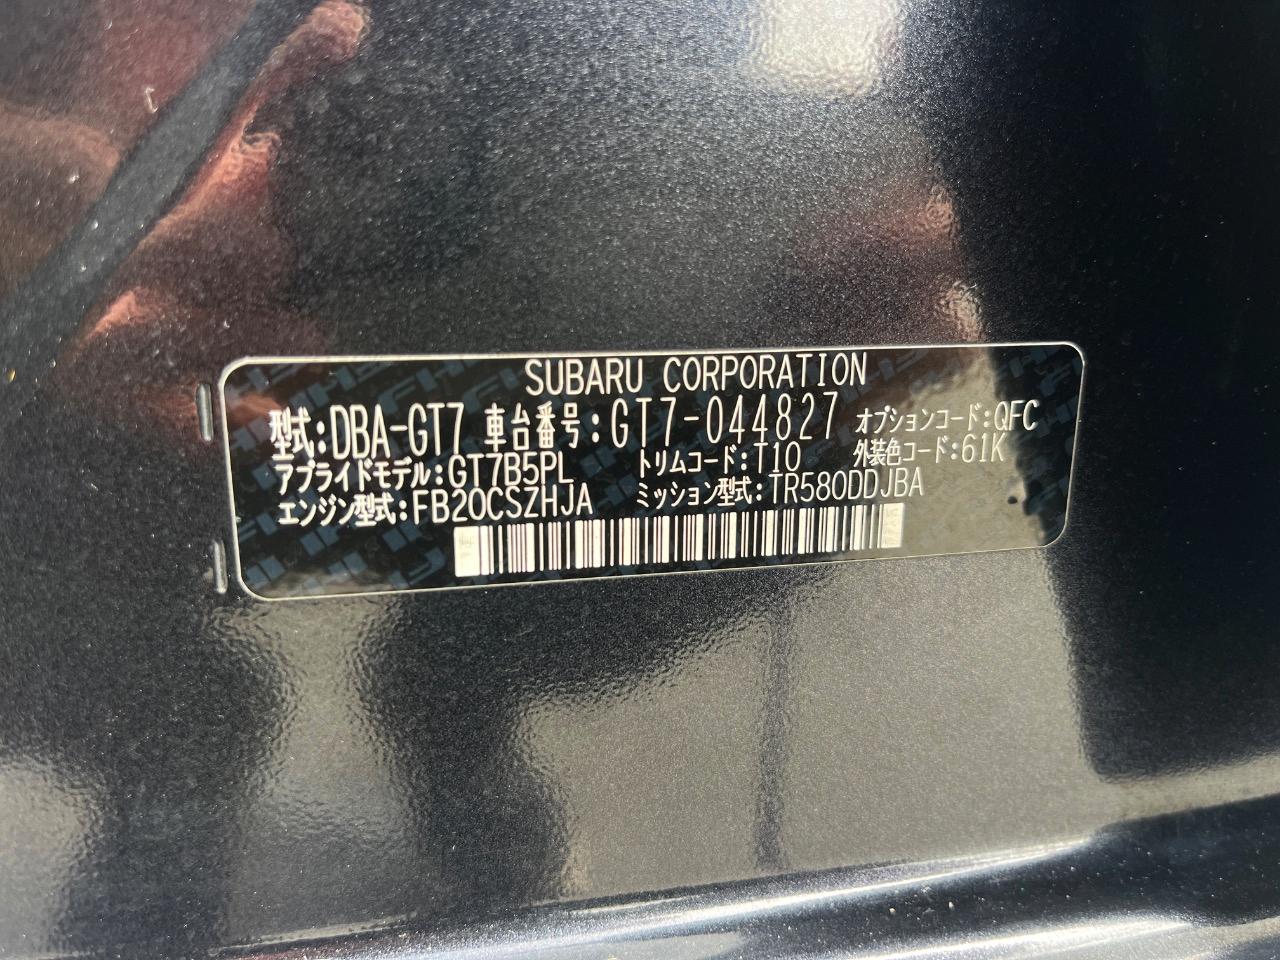 SUBARU CORPORATION
型式:DBA-GT7 車台番号:GT7-044827 オプションコード:QFC
アプライドモデル:GT7B5PL トリムコード:T10 外装色コード:61K
エンジン型式:FB20CSZHJA ミッション型式:TR580DDJBA